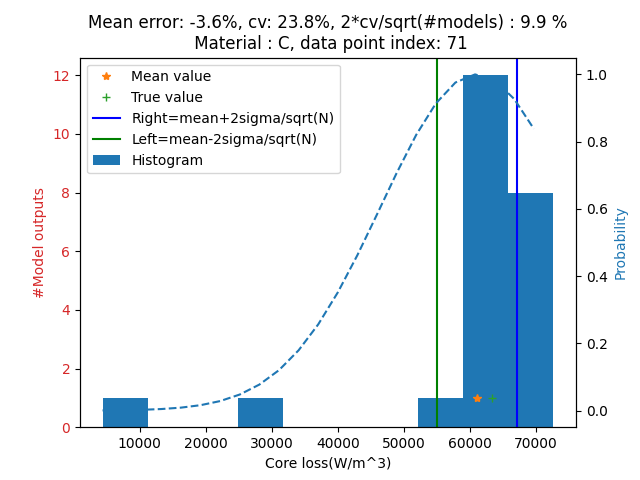 Mean error: -3.6%, cv: 23.8%, 2*cv/sqrt(#models) : 9.9 %
Material : C, data point index: 71
Mean value
True value
Right=mean+2sigma/sqrt(N)
Left=mean-2sigma/sqrt(N)
Histogram
12
10
8
6
4
2
0
#Model outputs
1.0
0.8
0.6
0.4
0.2
0.0
Probability
10000 20000 30000 40000 50000 60000 70000
Core loss(W/m^3)